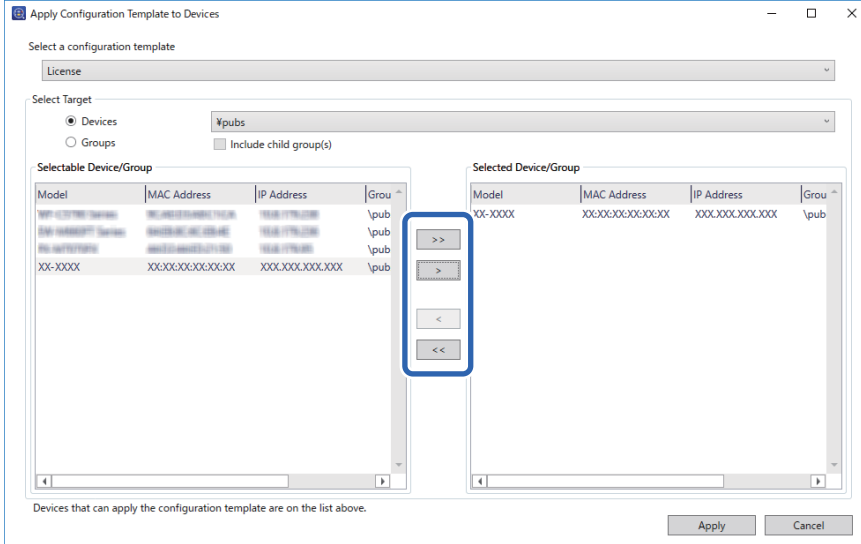 Apply Configuration Template to Devices
Select a configuration template
License
Select Target
Devices
¥pubs
Groups
Include child group(s)
Selectable Device/Group
Selected Device/Group
Model MAC Address IP Address Grou
Model MAC Address IP Address Grou
\pub
XX-XXXX XX:XX:XX:XX:XX:XX XXX.XXX.XXX.XXX \pub
\pub
\pub
XX-XXXX XX:XX:XX:XX:XX:XX XXX.XXX.XXX.XXX \pub
>>
>
<
<<
Devices that can apply the configuration template are on the list above.
Apply
Cancel